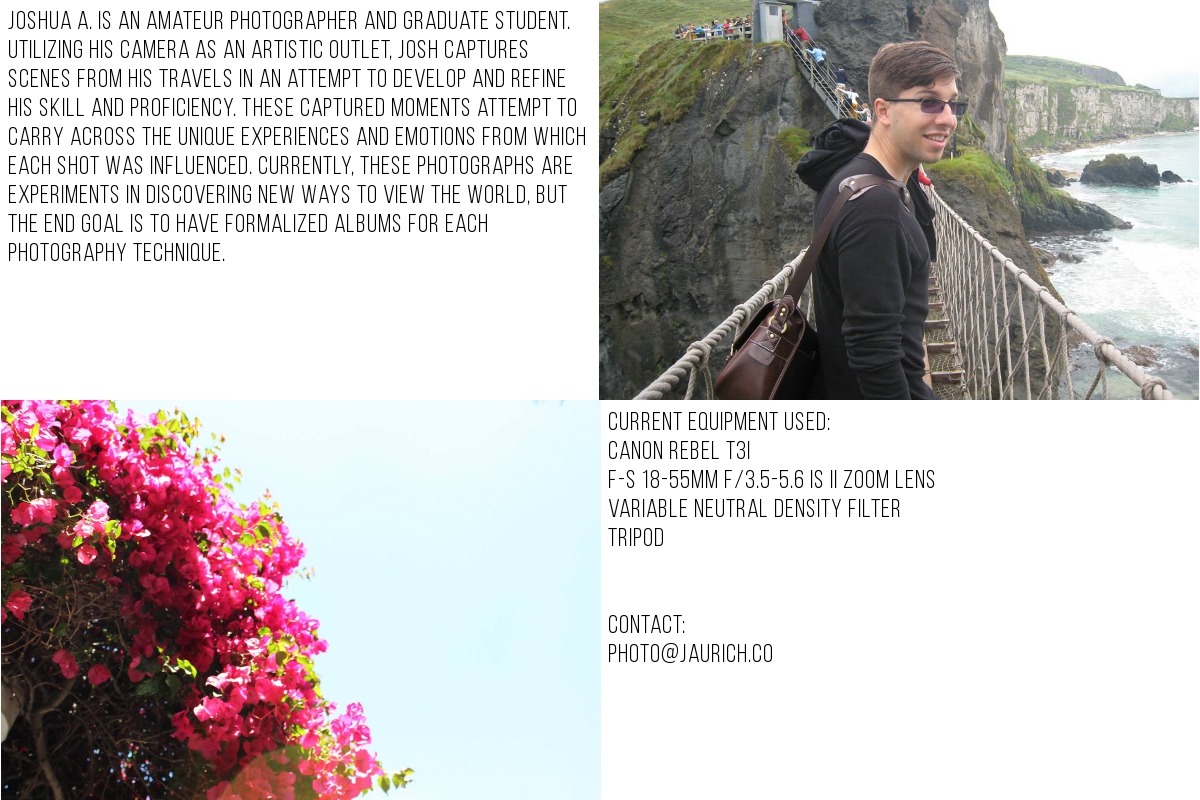 JOSHUA A. IS AN AMATEUR PHOTOGRAPHER AND GRADUATE STUDENT.
UTILIZING HIS CAMERA AS AN ARTISTIC OUTLET, JOSH CAPTURES
SCENES FROM HIS TRAVELS IN AN ATTEMPT TO DEVELOP AND REFINE
HIS SKILL AND PROFICIENCY. THESE CAPTURED MOMENTS ATTEMPT TO
CARRY ACROSS THE UNIQUE EXPERIENCES AND EMOTIONS FROM WHICH
EACH SHOT WAS INFLUENCED. CURRENTLY, THESE PHOTOGRAPHS ARE
EXPERIMENTS IN DISCOVERING NEW WAYS TO VIEW THE WORLD, BUT
THE END GOAL IS TO HAVE FORMALIZED ALBUMS FOR EACH
PHOTOGRAPHY TECHNIQUE.
CURRENT EQUIPMENT USED:
CANON REBEL T3I
F-S 18-55MM F/3.5-5.6 IS II ZOOM LENS
VARIABLE NEUTRAL DENSITY FILTER
TRIPOD
CONTACT:
PHOTO@JAURICH.CO